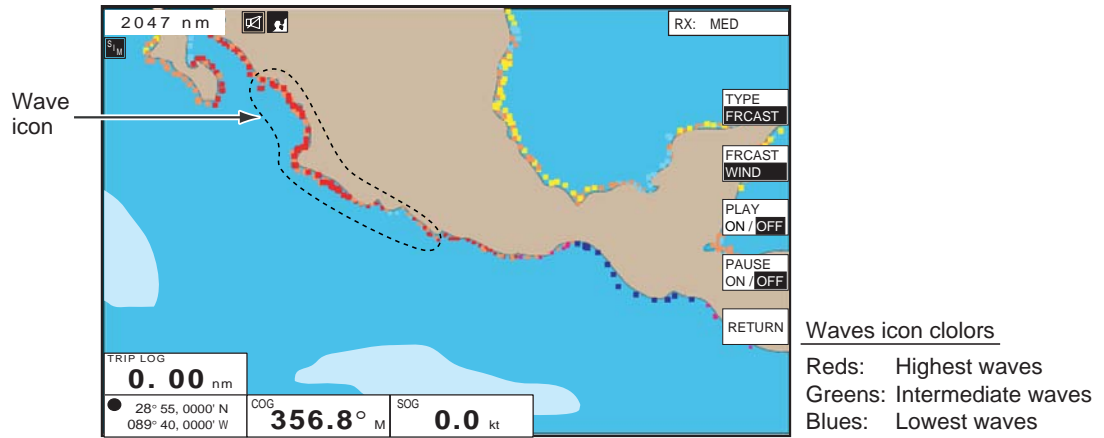 2047 nm
RX: MED
SIM
Wave
icon
TYPE
FRCAST
FRCAST
WIND
PLAY
ON / OFF
PAUSE
ON / OFF
RETURN
Waves icon clolors
Reds: Highest waves
Greens: Intermediate waves
Blues: Lowest waves
TRIP LOG
0. 00 nm
28° 55, 0000' N
089° 40, 0000' W
COG
356.8° M
SOG
0.0 kt